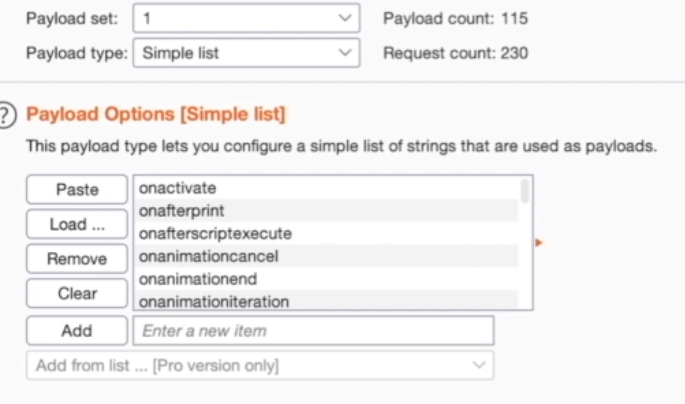 Payload set: 1 Payload count: 115
Payload type: Simple list Request count: 230
? Payload Options [Simple list]
This payload type lets you configure a simple list of strings that are used as payloads.
Paste onactivate
onafterprint
Load ... onafterscriptexecute
Remove onanimationcancel
onanimationend
Clear onanimationiteration
Add Enter a new item
Add from list ... [Pro version only]